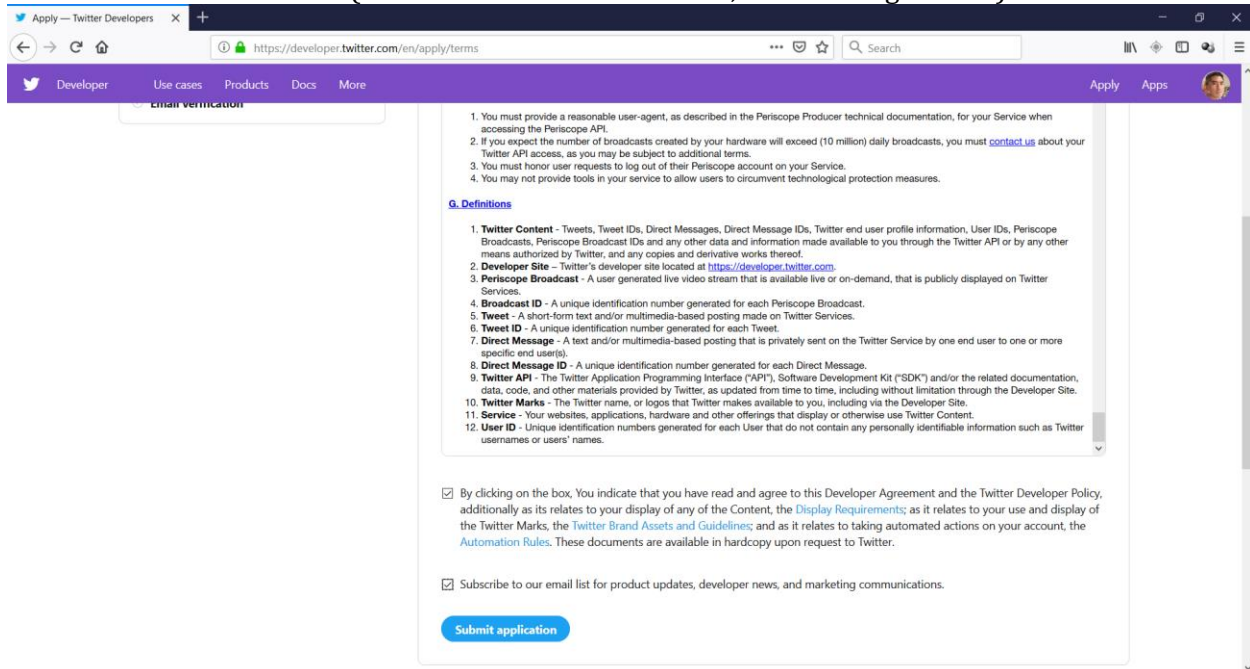 Apply — Twitter Developers
https://developer.twitter.com/en/apply/terms
Search
Developer Use cases Products Docs More Apply Apps
Email verification
1. You must provide a reasonable user-agent, as described in the Periscope Producer technical documentation, for your Service when
accessing the Periscope API.
2. If you expect the number of broadcasts created by your hardware will exceed (10 million) daily broadcasts, you must contact us about your
Twitter API access, as you may be subject to additional terms.
3. You must honor user requests to log out of their Periscope account on your Service.
4. You may not provide tools in your service to allow users to circumvent technological protection measures.
G. Definitions
1. Twitter Content - Tweets, Tweet IDs, Direct Messages, Direct Message IDs, Twitter end user profile information, User IDs, Periscope
Broadcasts, Periscope Broadcast IDs and any other data and information made available to you through the Twitter API or by any other
means authorized by Twitter, and any copies and derivative works thereof.
2. Developer Site – Twitter's developer site located at https://developer.twitter.com.
3. Periscope Broadcast - A user generated live video stream that is available live or on-demand, that is publicly displayed on Twitter
Services.
4. Broadcast ID - A unique identification number generated for each Periscope Broadcast.
5. Tweet - A short-form text and/or multimedia-based posting made on Twitter Services.
6. Tweet ID - A unique identification number generated for each Tweet.
7. Direct Message - A text and/or multimedia-based posting that is privately sent on the Twitter Service by one end user to one or more
specific end user(s).
8. Direct Message ID - A unique identification number generated for each Direct Message.
9. Twitter API - The Twitter Application Programming Interface ("API"), Software Development Kit ("SDK") and/or the related documentation,
data, code, and other materials provided by Twitter, as updated from time to time, including without limitation through the Developer Site.
10. Twitter Marks - The Twitter name, or logos that Twitter makes available to you, including via the Developer Site.
11. Service - Your websites, applications, hardware and other offerings that display or otherwise use Twitter Content.
12. User ID - Unique identification numbers generated for each User that do not contain any personally identifiable information such as Twitter
usernames or users' names.
By clicking on the box, You indicate that you have read and agree to this Developer Agreement and the Twitter Developer Policy,
additionally as its relates to your display of any of the Content, the Display Requirements; as it relates to your use and display of
the Twitter Marks, the Twitter Brand Assets and Guidelines; and as it relates to taking automated actions on your account, the
Automation Rules. These documents are available in hardcopy upon request to Twitter.
Subscribe to our email list for product updates, developer news, and marketing communications.
Submit application